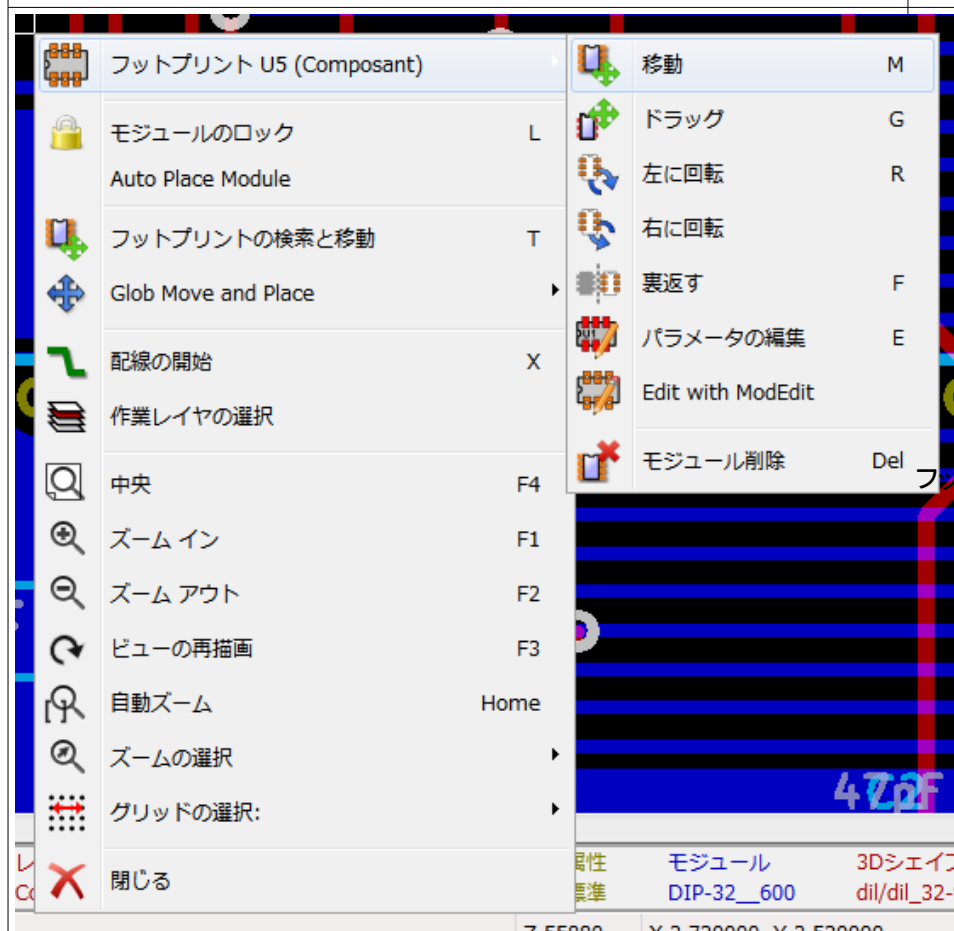 フットプリント U5 (Composant)
モジュールのロック L
Auto Place Module
フットプリントの検索と移動 T
Glob Move and Place
配線の開始 X
作業レイヤの選択
中央 F4
ズーム イン F1
ズーム アウト F2
ビューの再描画 F3
自動ズーム Home
ズームの選択
グリッドの選択:
閉じる
移動 M
ドラッグ G
左に回転 R
右に回転
裏返す F
パラメータの編集 E
Edit with ModEdit
モジュール削除 Del
フッ
47pF
属性 モジュール 3Dシェイプ
標準 DIP-32__600 dil/dil_32-